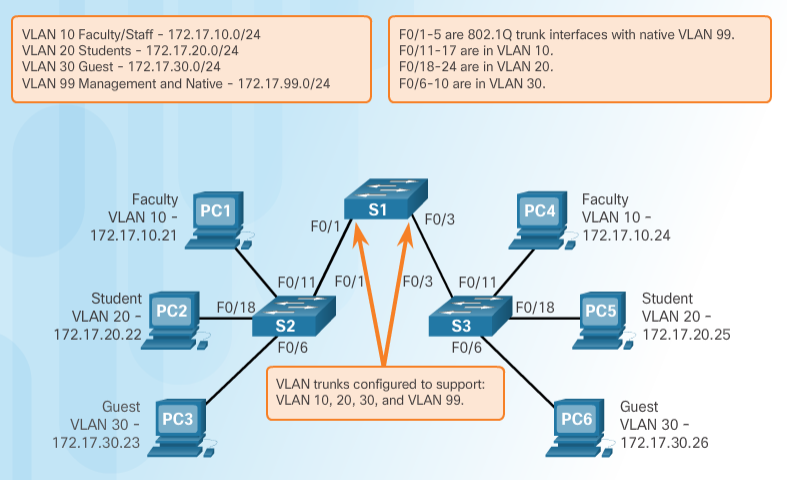 VLAN 10 Faculty/Staff - 172.17.10.0/24
VLAN 20 Students - 172.17.20.0/24
VLAN 30 Guest - 172.17.30.0/24
VLAN 99 Management and Native - 172.17.99.0/24
F0/1-5 are 802.1Q trunk interfaces with native VLAN 99.
F0/11-17 are in VLAN 10.
F0/18-24 are in VLAN 20.
F0/6-10 are in VLAN 30.
Faculty
VLAN 10 -
172.17.10.21
PC1
S1
F0/1
F0/3
PC4
Faculty
VLAN 10 -
172.17.10.24
Student
VLAN 20 -
172.17.20.22
PC2
F0/18
F0/11
F0/1
S2
F0/6
F0/3
F0/11
S3
F0/18
F0/6
PC5
Student
VLAN 20 -
172.17.20.25
VLAN trunks configured to support:
VLAN 10, 20, 30, and VLAN 99.
Guest
VLAN 30 -
172.17.30.23
PC3
PC6
Guest
VLAN 30 -
172.17.30.26